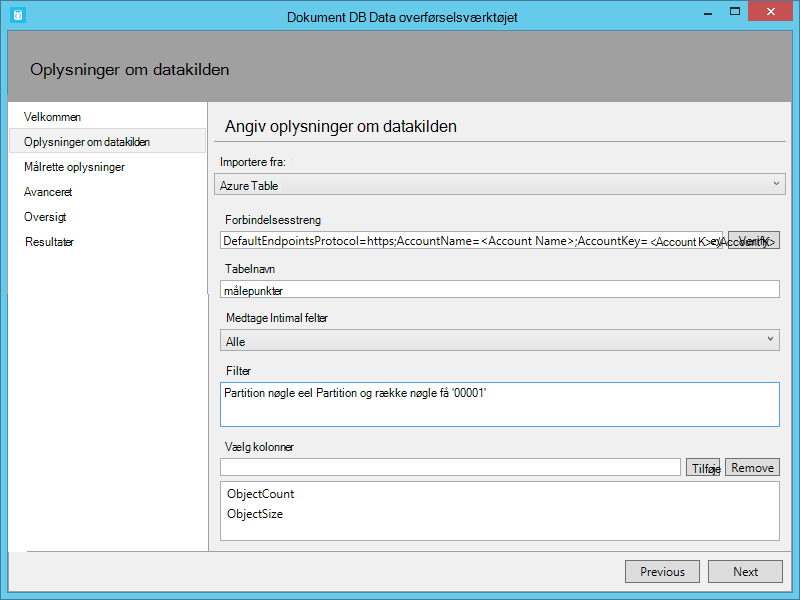 Dokument DB Data overførselsværktøjet
Oplysninger om datakilden
Velkommen
Oplysninger om datakilden
Målrette oplysninger
Avanceret
Oversigt
Resultater
Angiv oplysninger om datakilden
Importere fra:
Azure Table
Forbindelsesstreng
DefaultEndpointsProtocol=https;AccountName=<Account Name>;AccountKey= <Account K>
Verify
Tabelnavn
målepunkter
Medtage Intimal felter
Alle
Filter
Partition nøgle eel Partition og række nøgle få '00001'
Vælg kolonner
Tilføje Remove
ObjectCount
ObjectSize
Previous Next